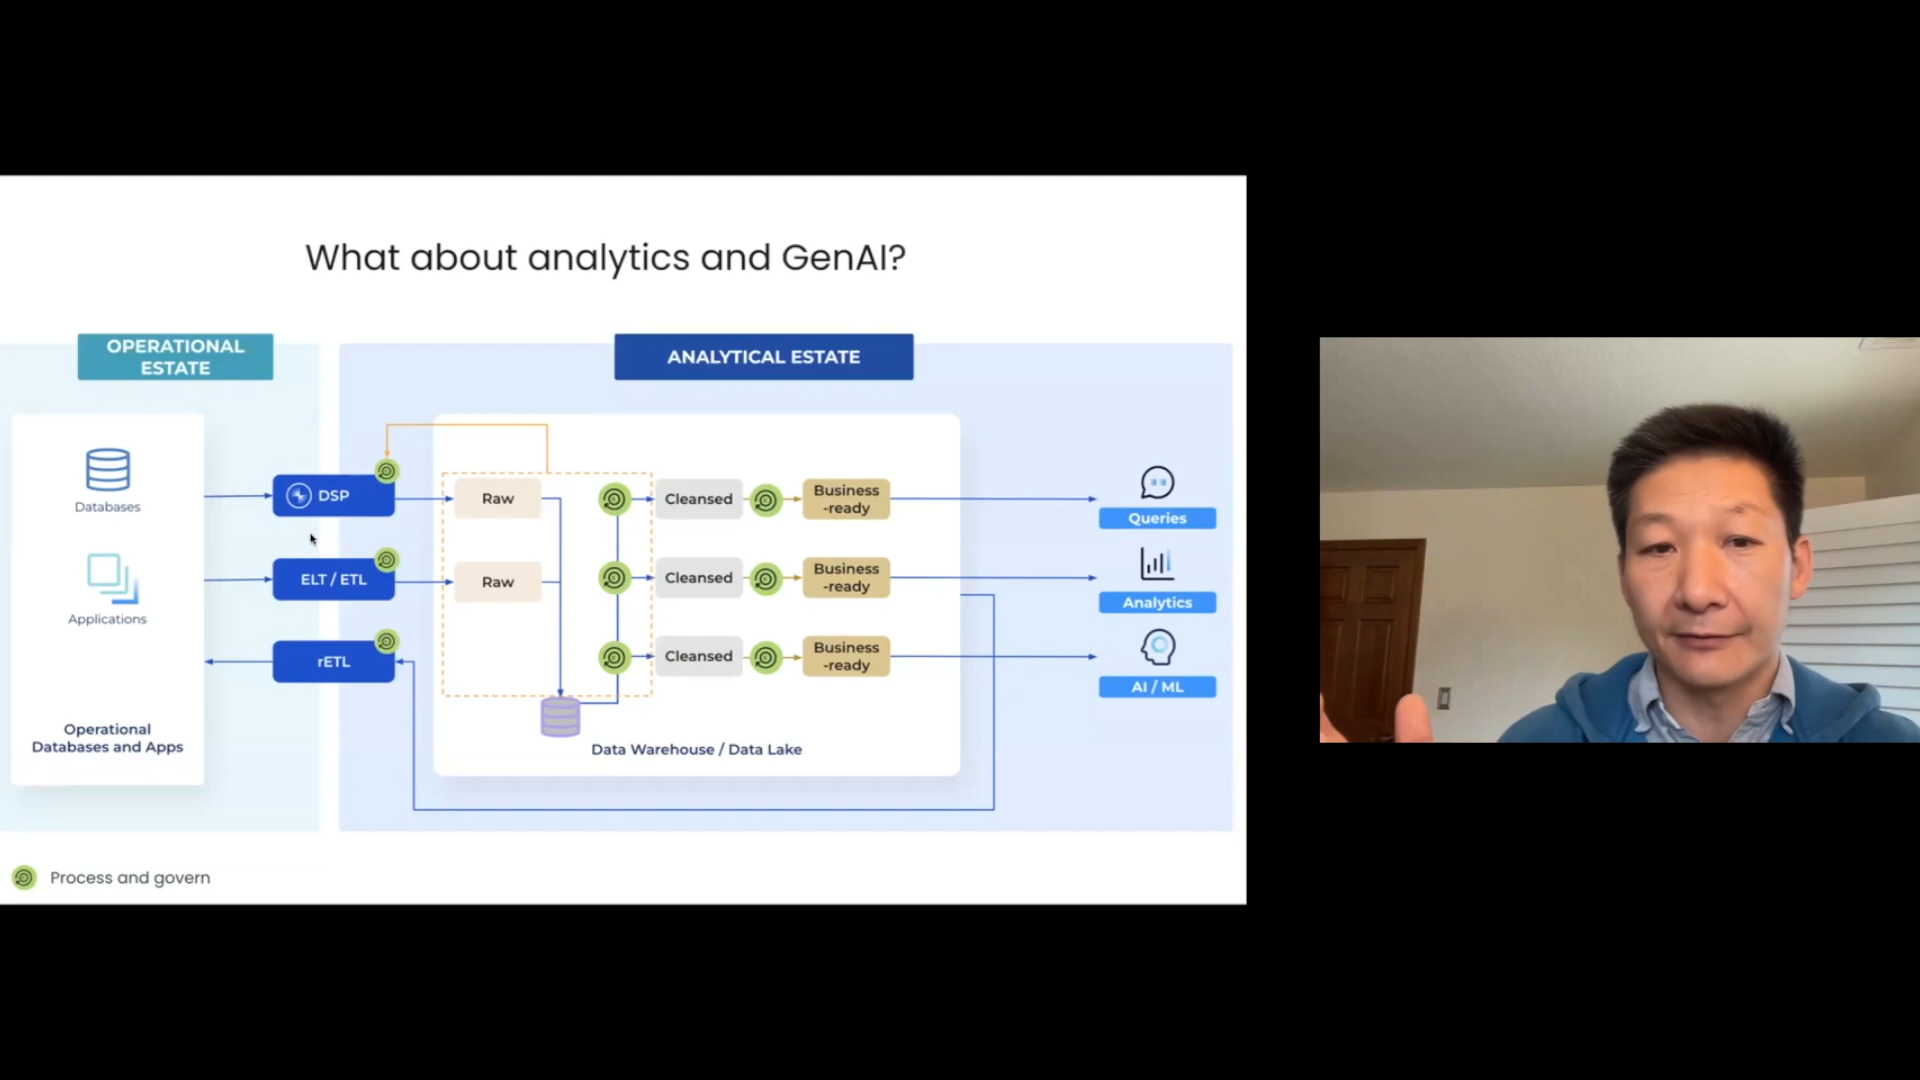 What about analytics and GenAI?
OPERATIONAL
ESTATE
ANALYTICAL ESTATE
Databases
Applications
Operational
Databases and Apps
DSP
ELT / ETL
rETL
Raw
Raw
Cleansed
Business
-ready
Cleansed
Business
-ready
Cleansed
Business
-ready
Data Warehouse / Data Lake
Queries
Analytics
AI / ML
Process and govern